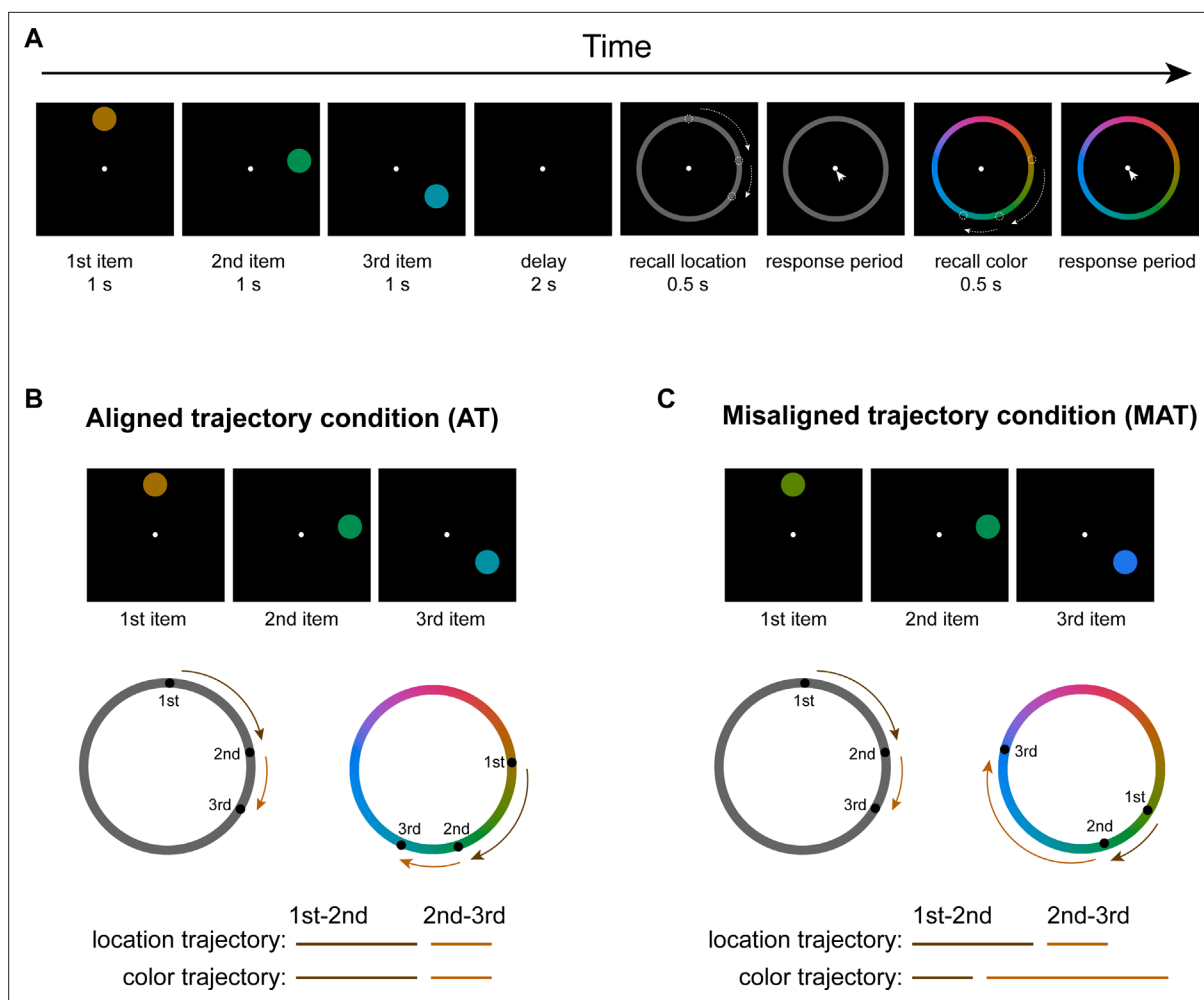 A
Time
1st item 2nd item 3rd item delay recall location response period recall color response period
1 s 1 s 1 s 2 s 0.5 s 0.5 s
B
Aligned trajectory condition (AT)
1st item 2nd item 3rd item
1st
2nd
3rd
1st
2nd
3rd
1st-2nd 2nd-3rd
location trajectory:
color trajectory:
C
Misaligned trajectory condition (MAT)
1st item 2nd item 3rd item
1st
2nd
3rd
1st
2nd
3rd
1st-2nd 2nd-3rd
location trajectory:
color trajectory: